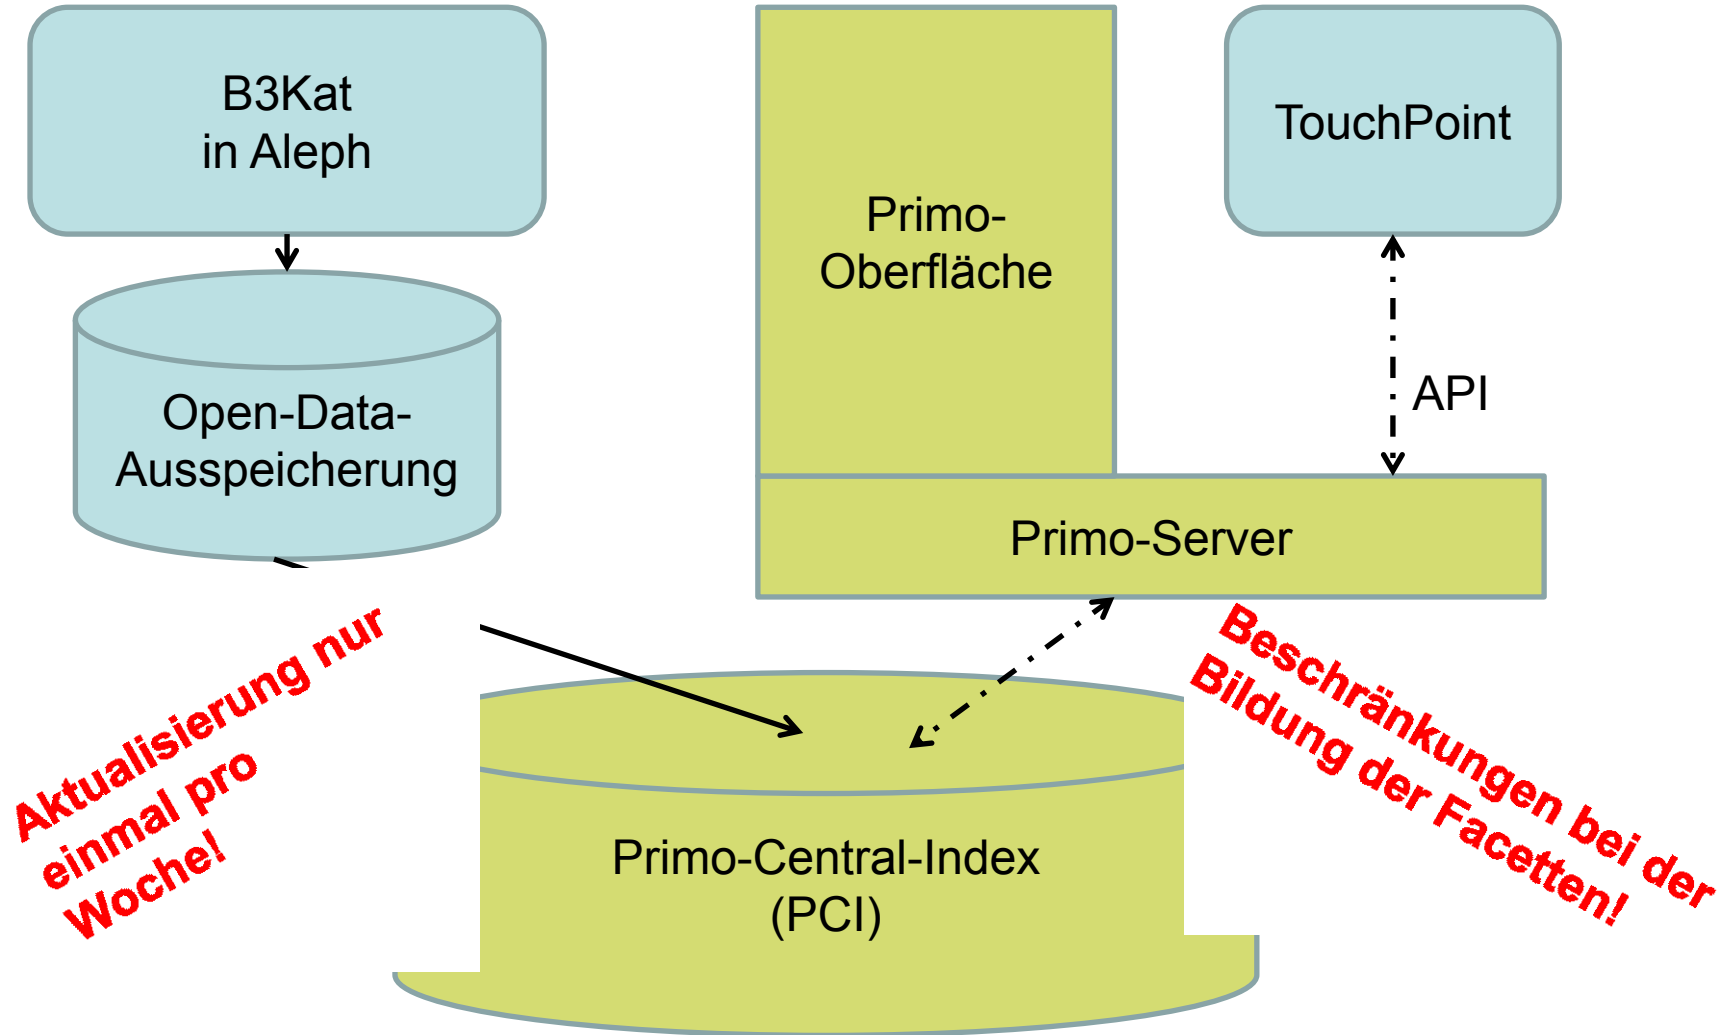 B3Kat
in Aleph
Primo-
Oberfläche
TouchPoint
Open-Data-
Ausspeicherung
API
Primo-Server
Aktualisierung nur
einmal pro
Woche!
Beschränkungen bei der
Bildung der Facetten!
Primo-Central-Index
(PCI)